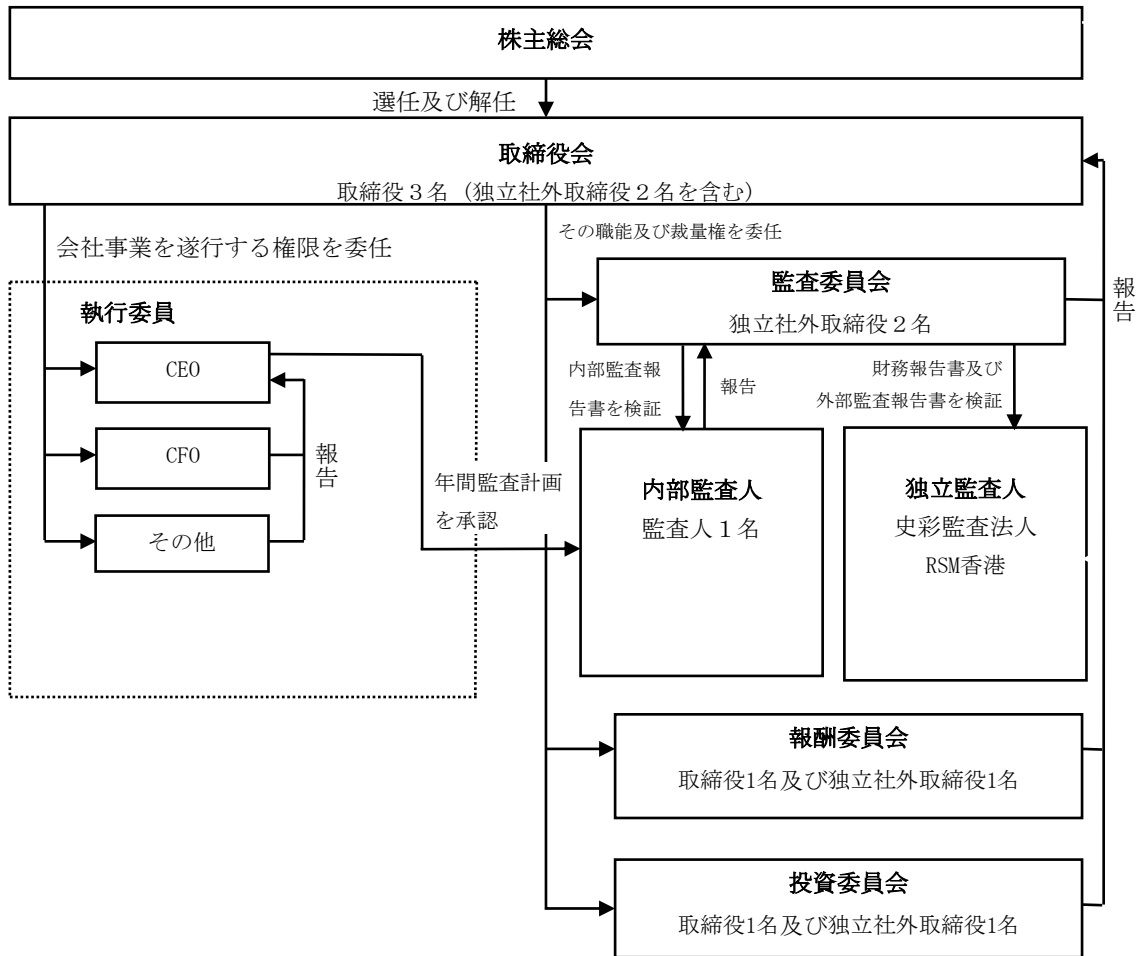 株主総会
選任及び解任
取締役会
取締役３名（独立社外取締役２名を含む）
会社事業を遂行する権限を委任
その職能及び裁量権を委任
執行委員
CEO
CFO
その他
報告
監査委員会
独立社外取締役２名
報告
内部監査報
告書を検証
報告
財務報告書及び
外部監査報告書を検証
年間監査計画
を承認
内部監査人
監査人１名
独立監査人
史彩監査法人
RSM香港
報酬委員会
取締役1名及び独立社外取締役1名
投資委員会
取締役1名及び独立社外取締役1名